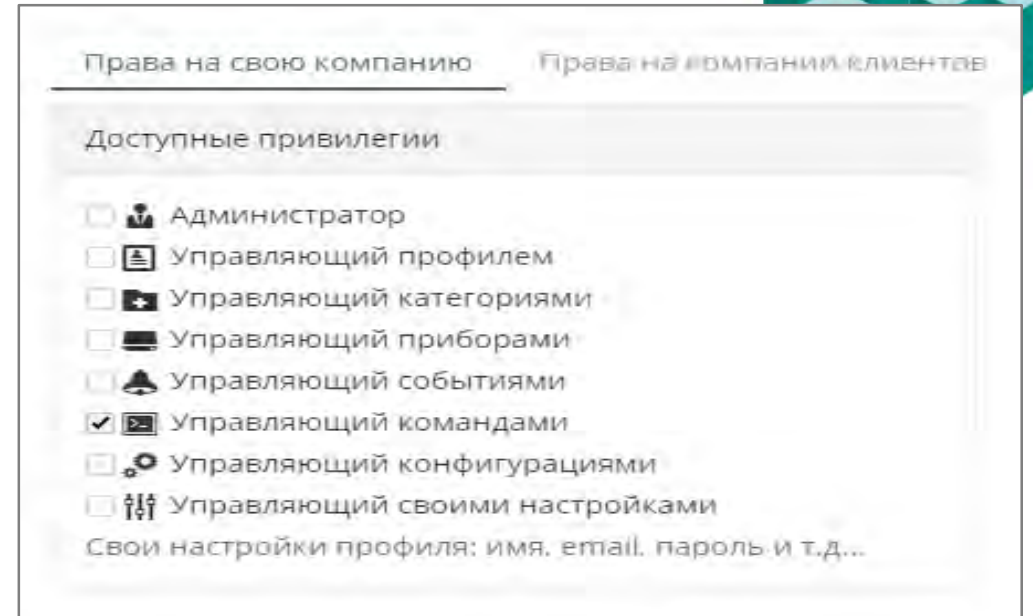 Права на свою компанию Права на компании клиентов
Доступные привилегии
Администратор
Управляющий профилем
Управляющий категориями
Управляющий приборами
Управляющий событиями
Управляющий командами
Управляющий конфигурациями
Управляющий своими настройками
Свои настройки профиля: имя, email, пароль и т.д...